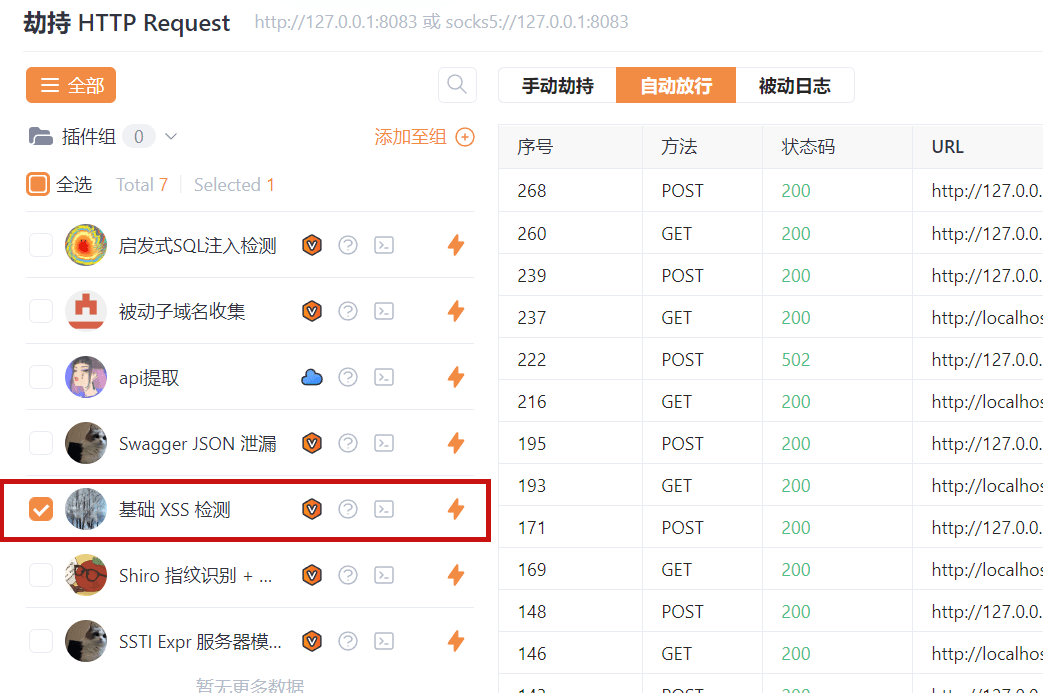 劫持 HTTP Request http://127.0.0.1:8083 或 socks5://127.0.0.1:8083
全部
手动劫持 自动放行 被动日志
插件组 0 添加至组
全选 Total 7 Selected 1
启发式SQL注入检测
被动子域名收集
api提取
Swagger JSON 泄漏
基础 XSS 检测
Shiro 指纹识别 + ...
SSTI Expr 服务器模...
暂无更多数据
序号 方法 状态码 URL
268 POST 200 http://127.0.0.
260 GET 200 http://127.0.0.
239 POST 200 http://127.0.0.
237 GET 200 http://localhos
222 POST 502 http://127.0.0.
216 GET 200 http://localhos
195 POST 200 http://127.0.0.
193 GET 200 http://localhos
171 POST 200 http://127.0.0.
169 GET 200 http://localhos
148 POST 200 http://127.0.0.
146 GET 200 http://localhos